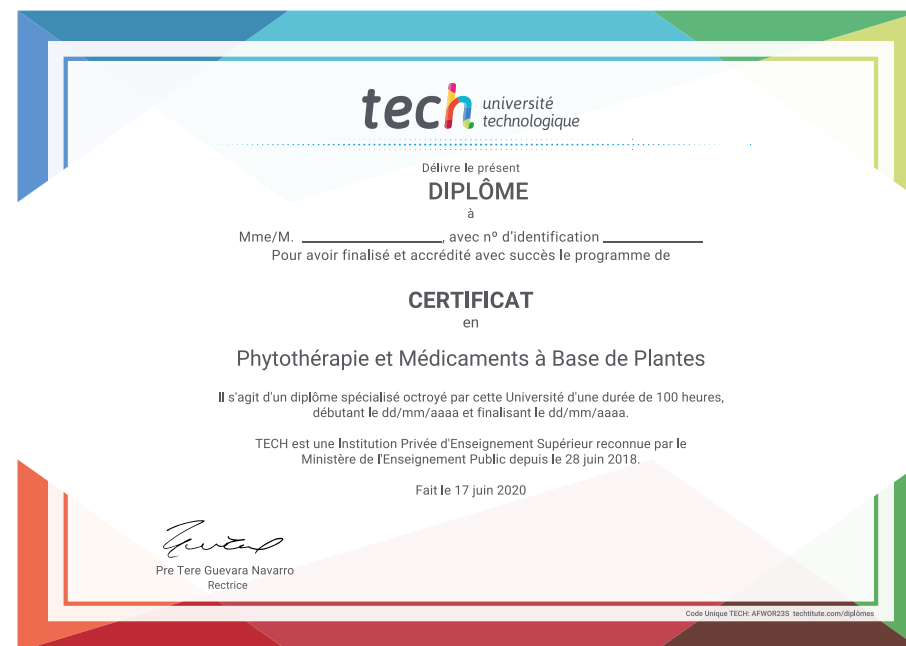 tech université
technologique
Délivre le présent
DIPLÔME
à
Mme/M. ____________________, avec nº d'identification ______________
Pour avoir finalisé et accrédité avec succès le programme de
CERTIFICAT
en
Phytothérapie et Médicaments à Base de Plantes
Il s'agit d'un diplôme spécialisé octroyé par cette Université d'une durée de 100 heures,
débutant le dd/mm/aaaa et finalisant le dd/mm/aaaa.
TECH est une Institution Privée d'Enseignement Supérieur reconnue par le
Ministère de l'Enseignement Public depuis le 28 juin 2018.
Fait le 17 juin 2020
Pre Tere Guevara Navarro
Rectrice
Code Unique TECH: AFWOR23S techtitute.com/diplômes